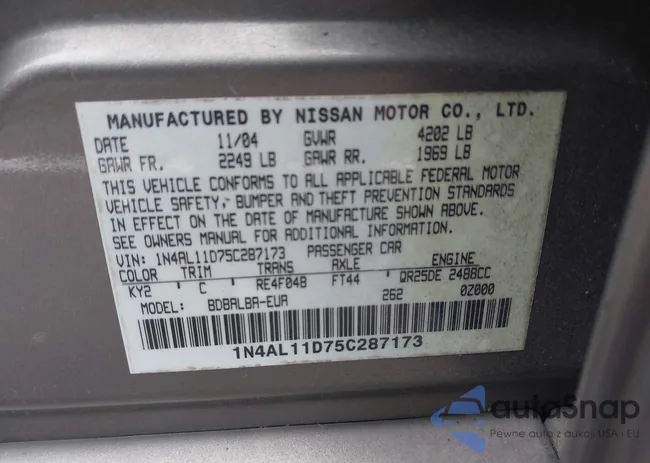 MANUFACTURED BY NISSAN MOTOR CO., LTD.
DATE 11/04 GVWR 4202 LB
GAWR FR. 2249 LB GAWR RR. 1969 LB
THIS VEHICLE CONFORMS TO ALL APPLICABLE FEDERAL MOTOR
VEHICLE SAFETY, BUMPER AND THEFT PREVENTION STANDARDS
IN EFFECT ON THE DATE OF MANUFACTURE SHOWN ABOVE.
SEE OWNERS MANUAL FOR ADDITIONAL INFORMATION.
VIN: 1N4AL11D75C287173 PASSENGER CAR
COLOR TRIM TRANS AXLE ENGINE
KY2 C RE4F04B FT44 QR25DE 2488CC
MODEL BDBALBA-EUA 262 0Z000
1N4AL11D75C287173
autoSnap
Pewne auta z aukcji USA i EU